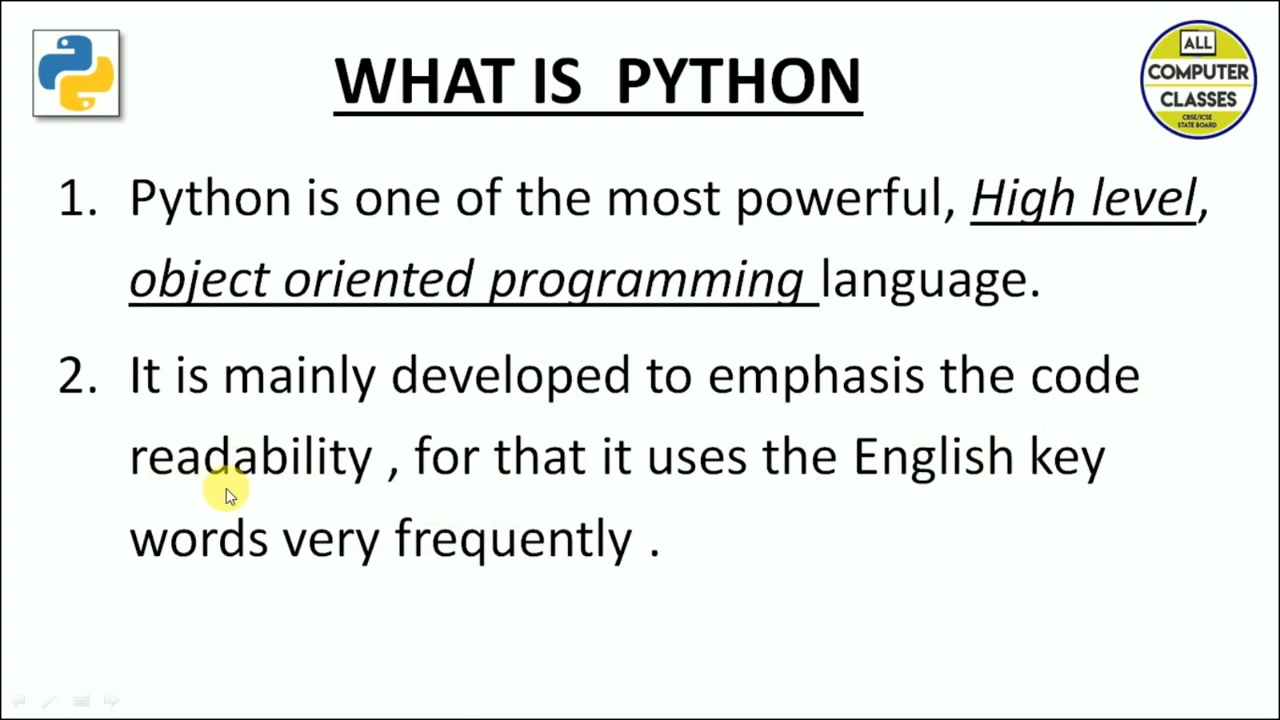 WHAT IS PYTHON
ALL
COMPUTER
CLASSES
CBSE/ICSE
STATE BOARD
1. Python is one of the most powerful, High level,
object oriented programming language.
2. It is mainly developed to emphasis the code
readability , for that it uses the English key
words very frequently .